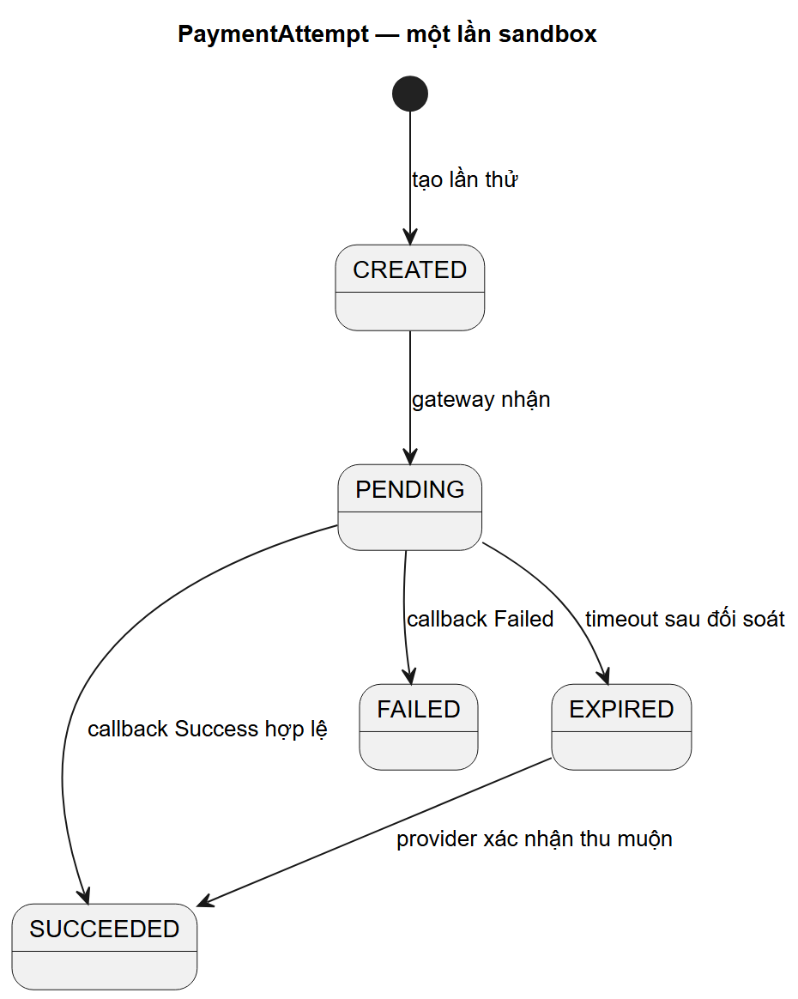 PaymentAttempt — một lần sandbox
tạo lần thử
CREATED
gateway nhận
PENDING
callback Failed
timeout sau đối soát
callback Success hợp lệ
FAILED
EXPIRED
provider xác nhận thu muộn
SUCCEEDED